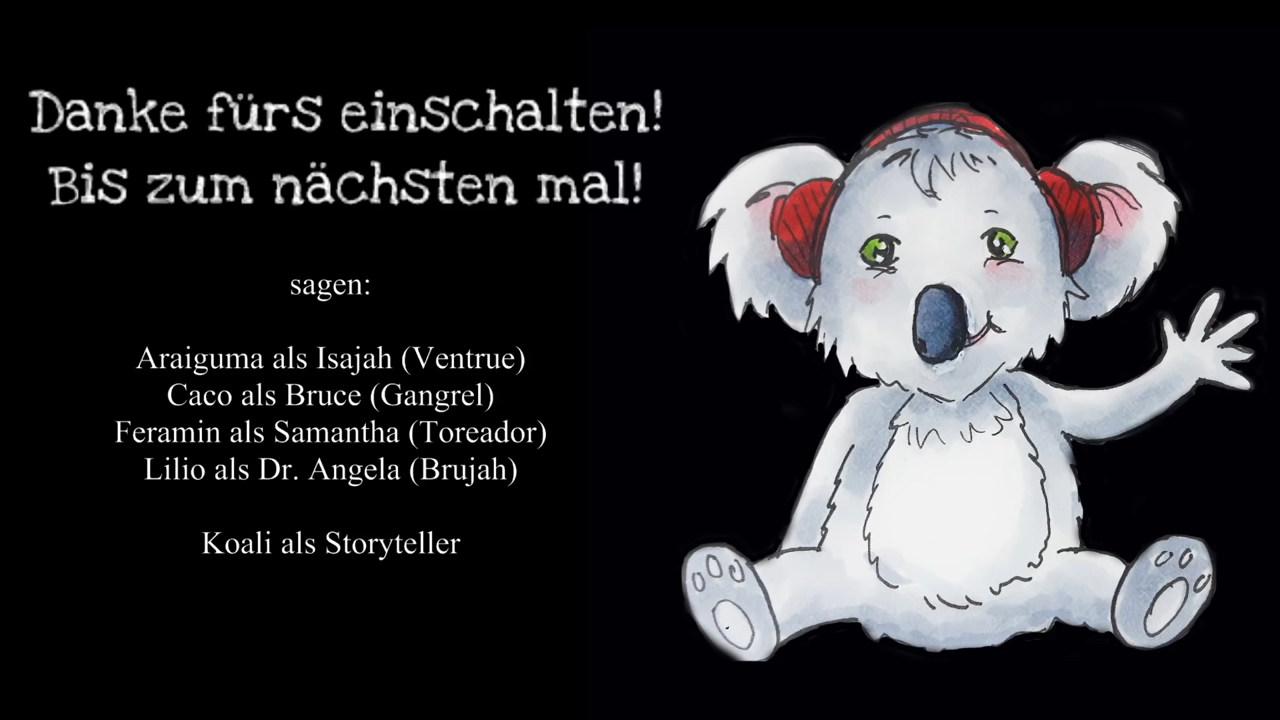 Danke fürs einschalten!
Bis zum nächsten mal!
sagen:
Araiguma als Isajah (Ventrue)
Caco als Bruce (Gangrel)
Feramin als Samantha (Toreador)
Lilio als Dr. Angela (Brujah)
Koali als Storyteller